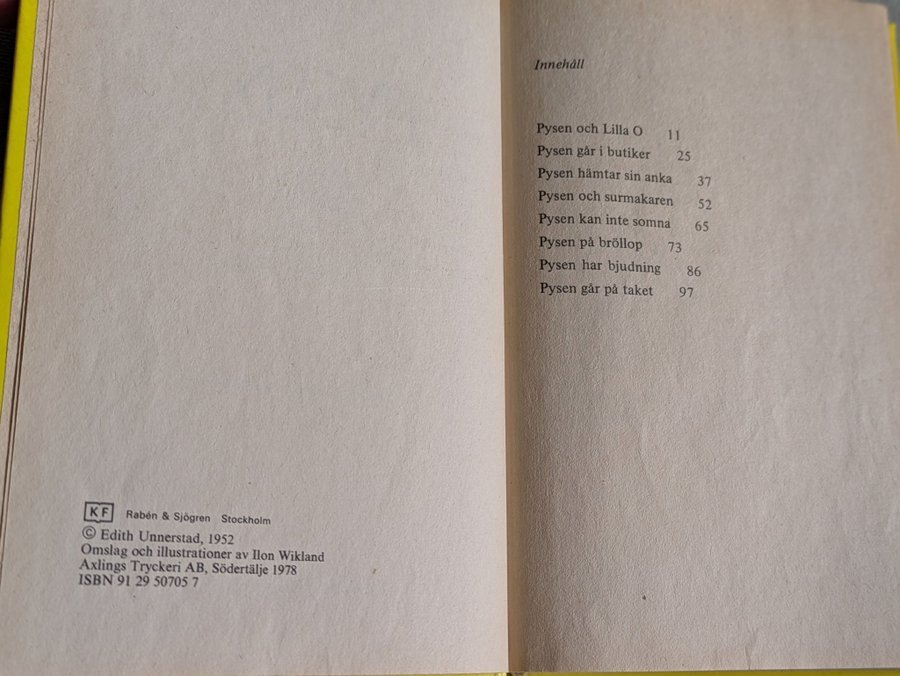 KF Rabén & Sjögren Stockholm
© Edith Unnerstad, 1952
Omslag och illustrationer av Ilon Wikland
Axlings Tryckeri AB, Södertälje 1978
ISBN 91 29 50705 7
Innehåll
Pysen och Lilla O 11
Pysen går i butiker 25
Pysen hämtar sin anka 37
Pysen och surmakaren 52
Pysen kan inte somna 65
Pysen på bröllop 73
Pysen har bjudning 86
Pysen går på taket 97